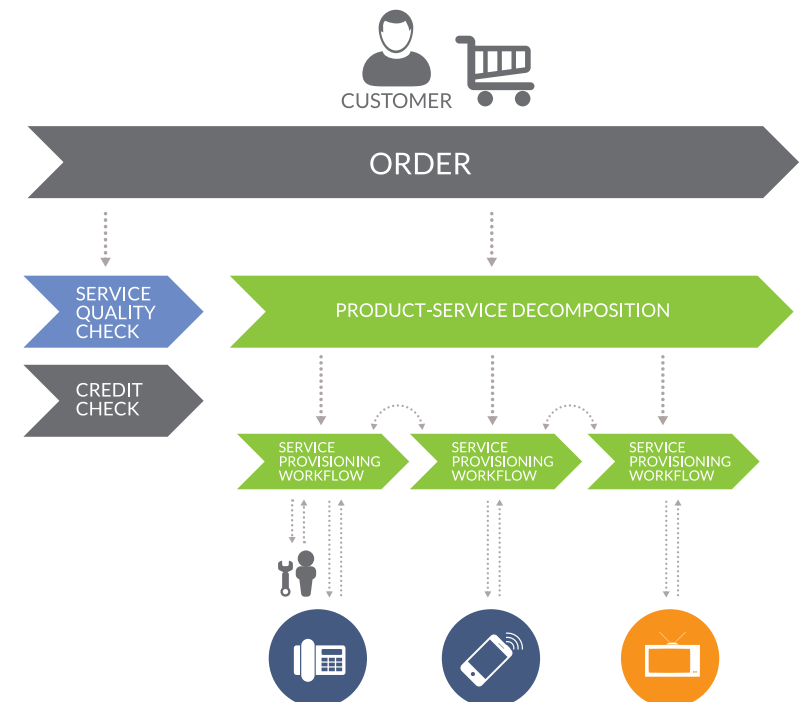 CUSTOMER
ORDER
SERVICE
QUALITY
CHECK
PRODUCT-SERVICE DECOMPOSITION
CREDIT
CHECK
SERVICE
PROVISIONING
WORKFLOW
SERVICE
PROVISIONING
WORKFLOW
SERVICE
PROVISIONING
WORKFLOW